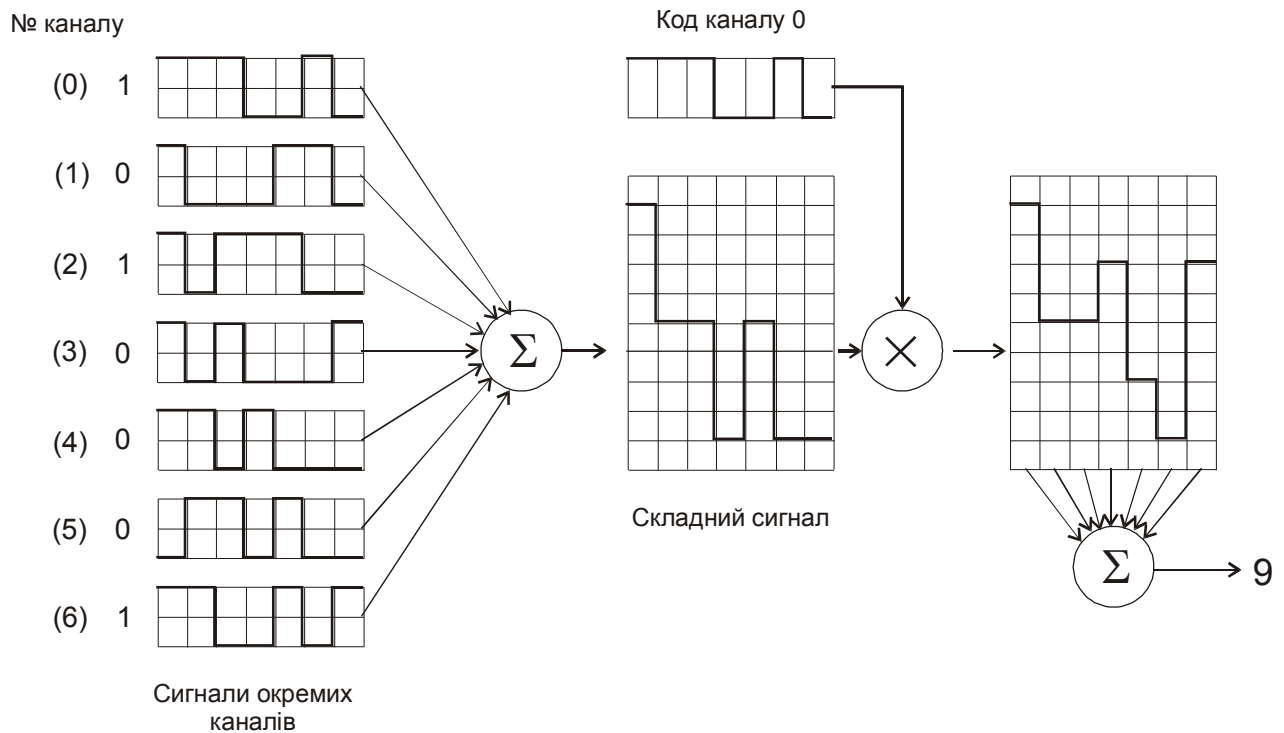 № каналу
Код каналу 0
(0) 1
(1) 0
(2) 1
(3) 0
(4) 0
(5) 0
(6) 1
Σ
×
Складний сигнал
Σ
9
Сигнали окремих
каналів